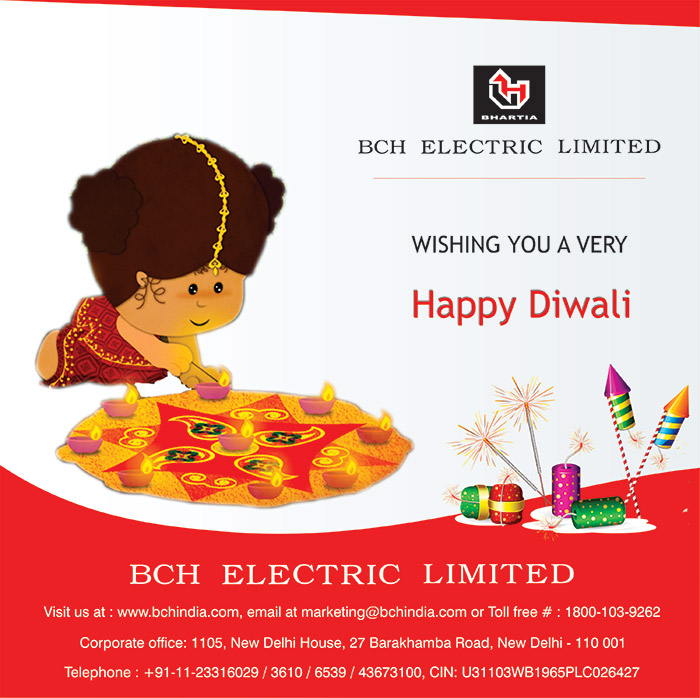 BHARTIA
BCH ELECTRIC LIMITED
WISHING YOU A VERY
Happy Diwali
BCH ELECTRIC LIMITED
Visit us at : www.bchindia.com, email at marketing@bchindia.com or Toll free # : 1800-103-9262
Corporate office: 1105, New Delhi House, 27 Barakhamba Road, New Delhi - 110 001
Telephone : +91-11-23316029 / 3610 / 6539 / 43673100, CIN: U31103WB1965PLC026427